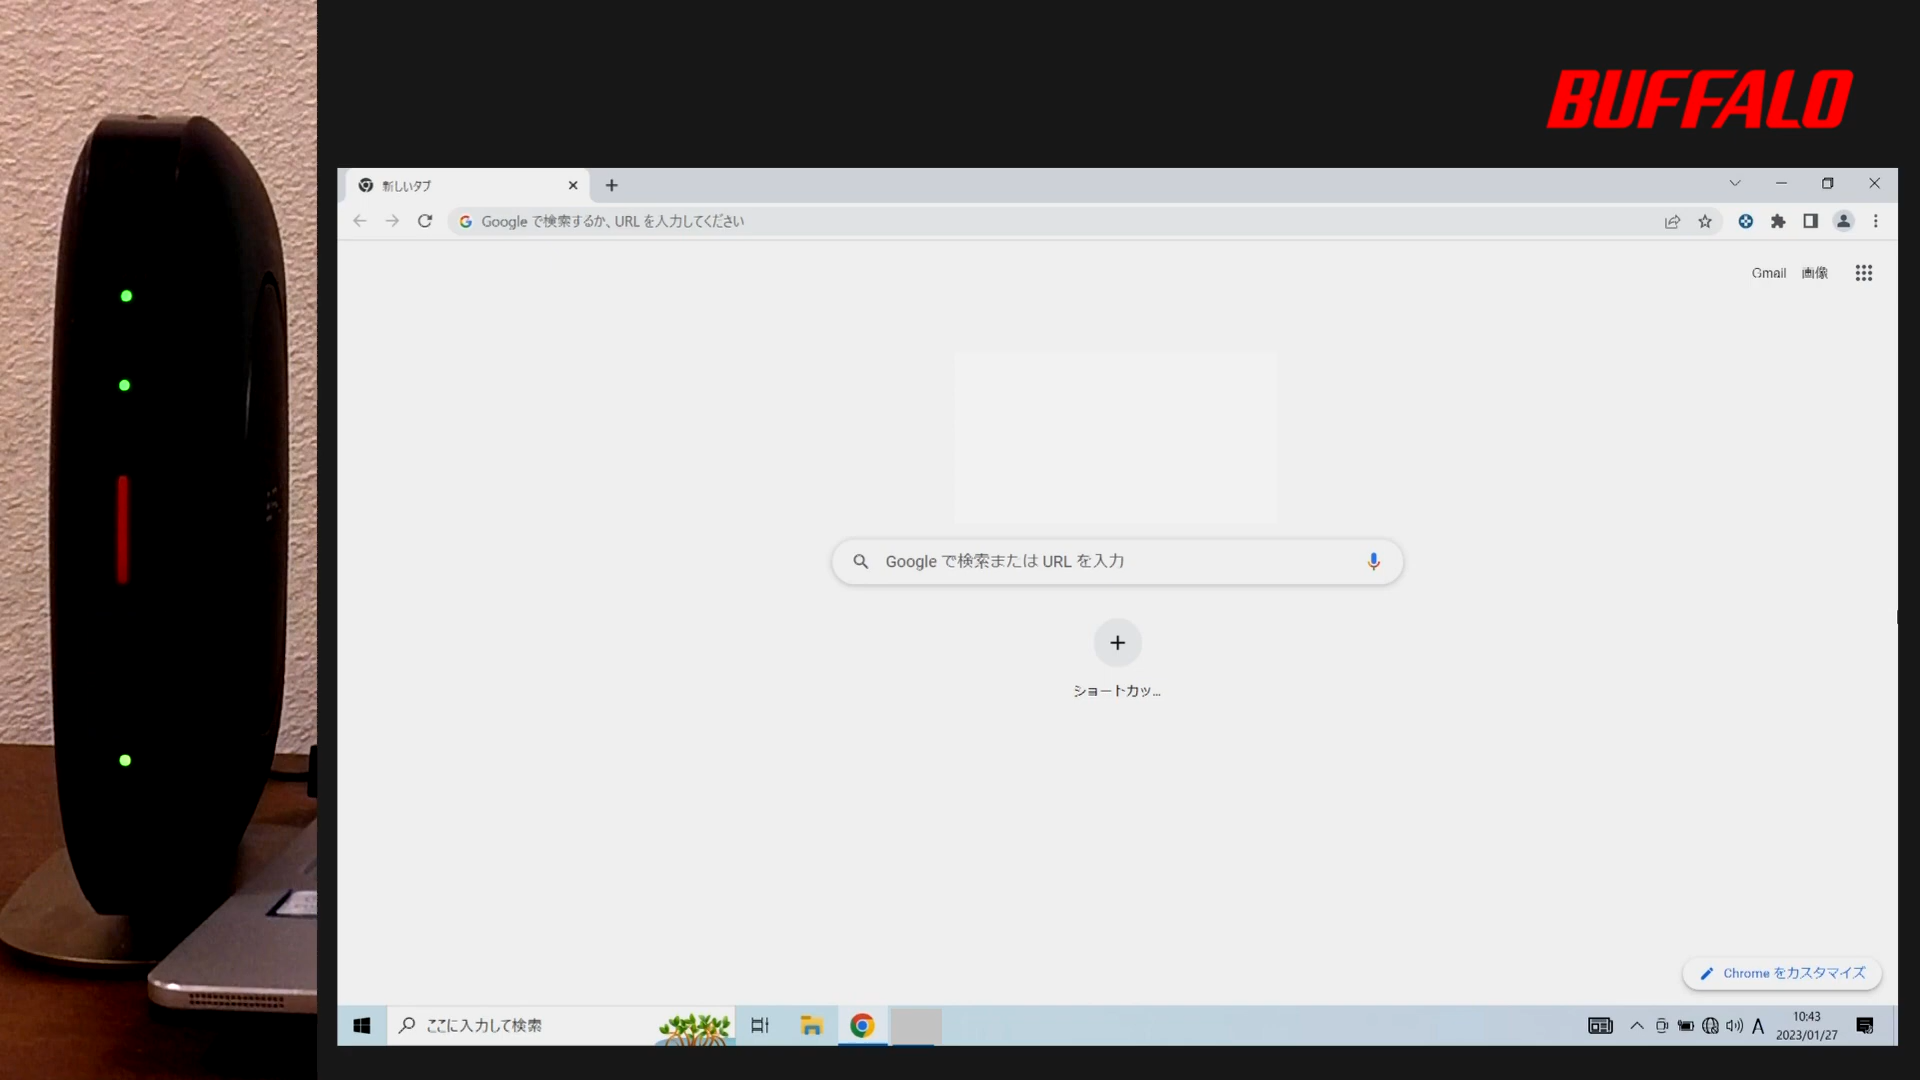 BUFFALO
新しいタブ
Google で検索するか、URL を入力してください
Gmail 画像
Google で検索または URL を入力
ショートカッ...
Chrome をカスタマイズ
ここに入力して検索
A
10:43
2023/01/27